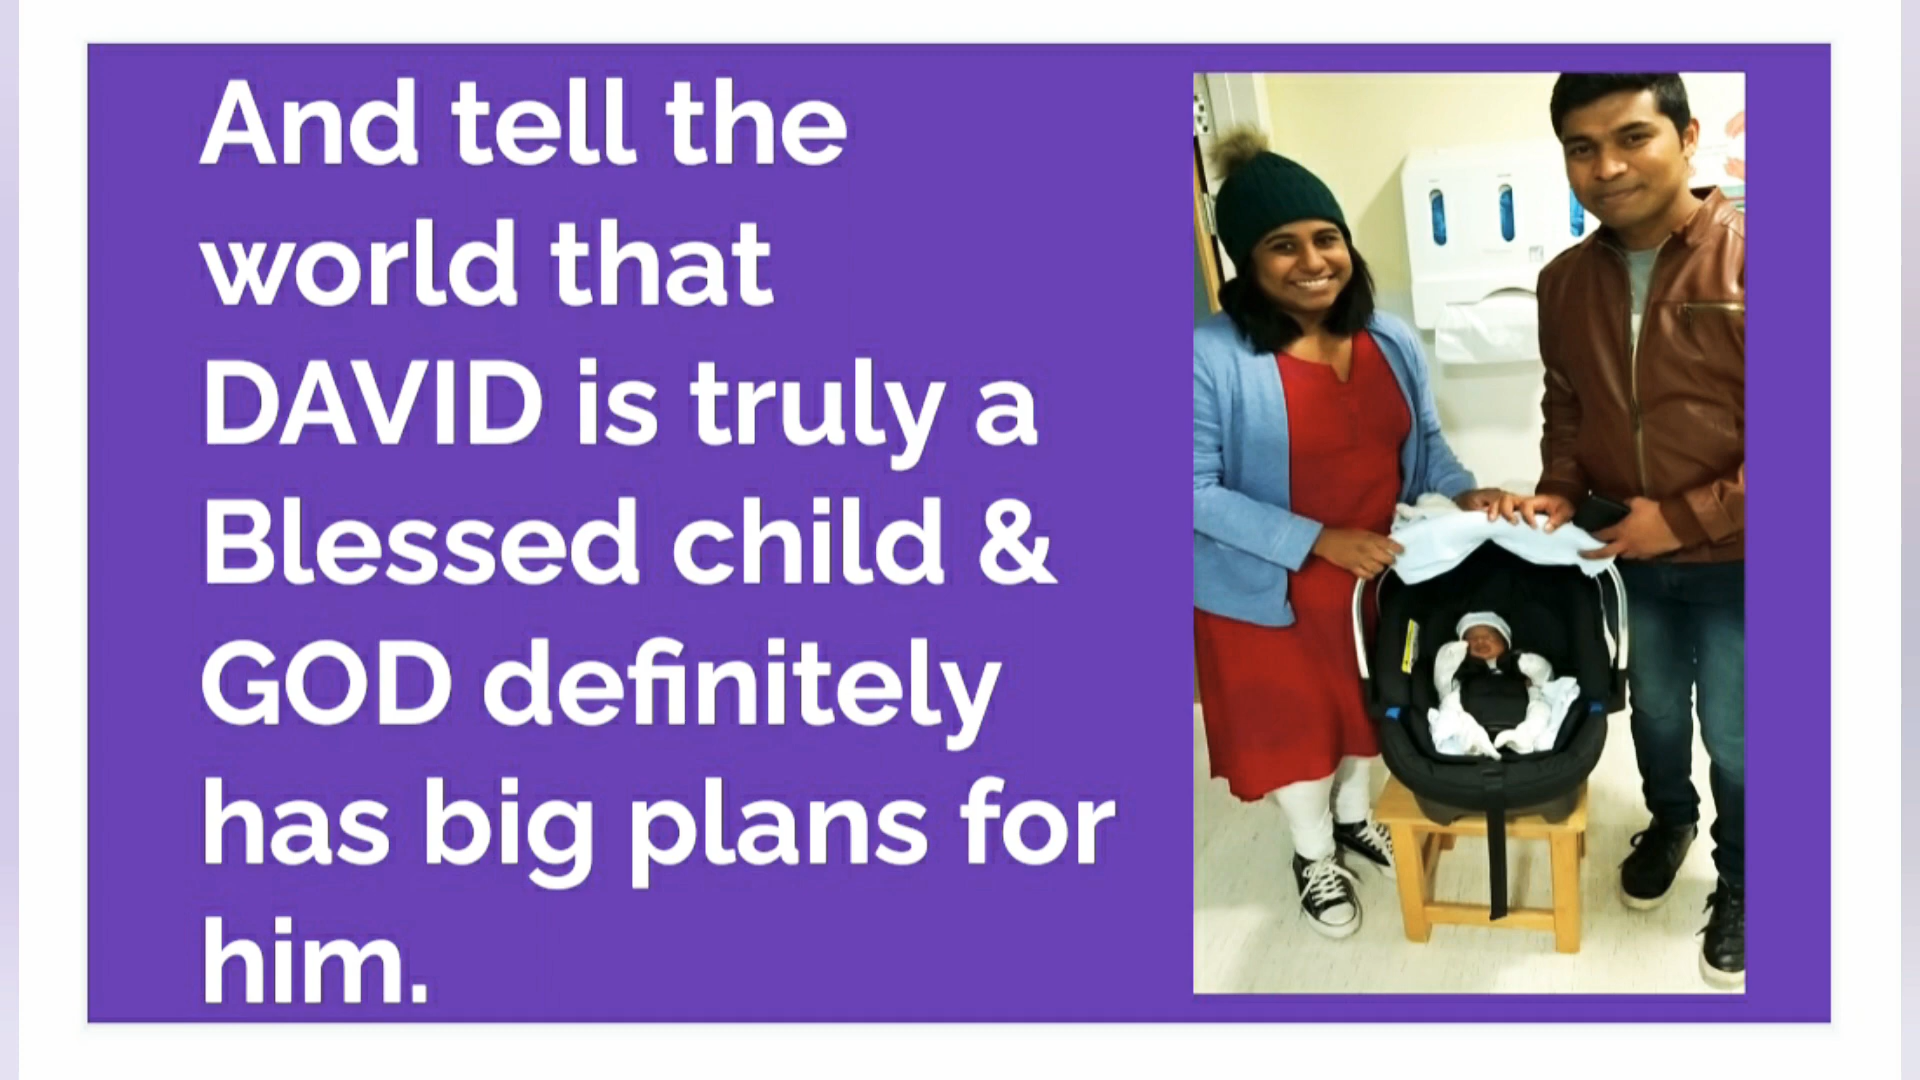 And tell the
world that
DAVID is truly a
Blessed child &
GOD definitely
has big plans for
him.